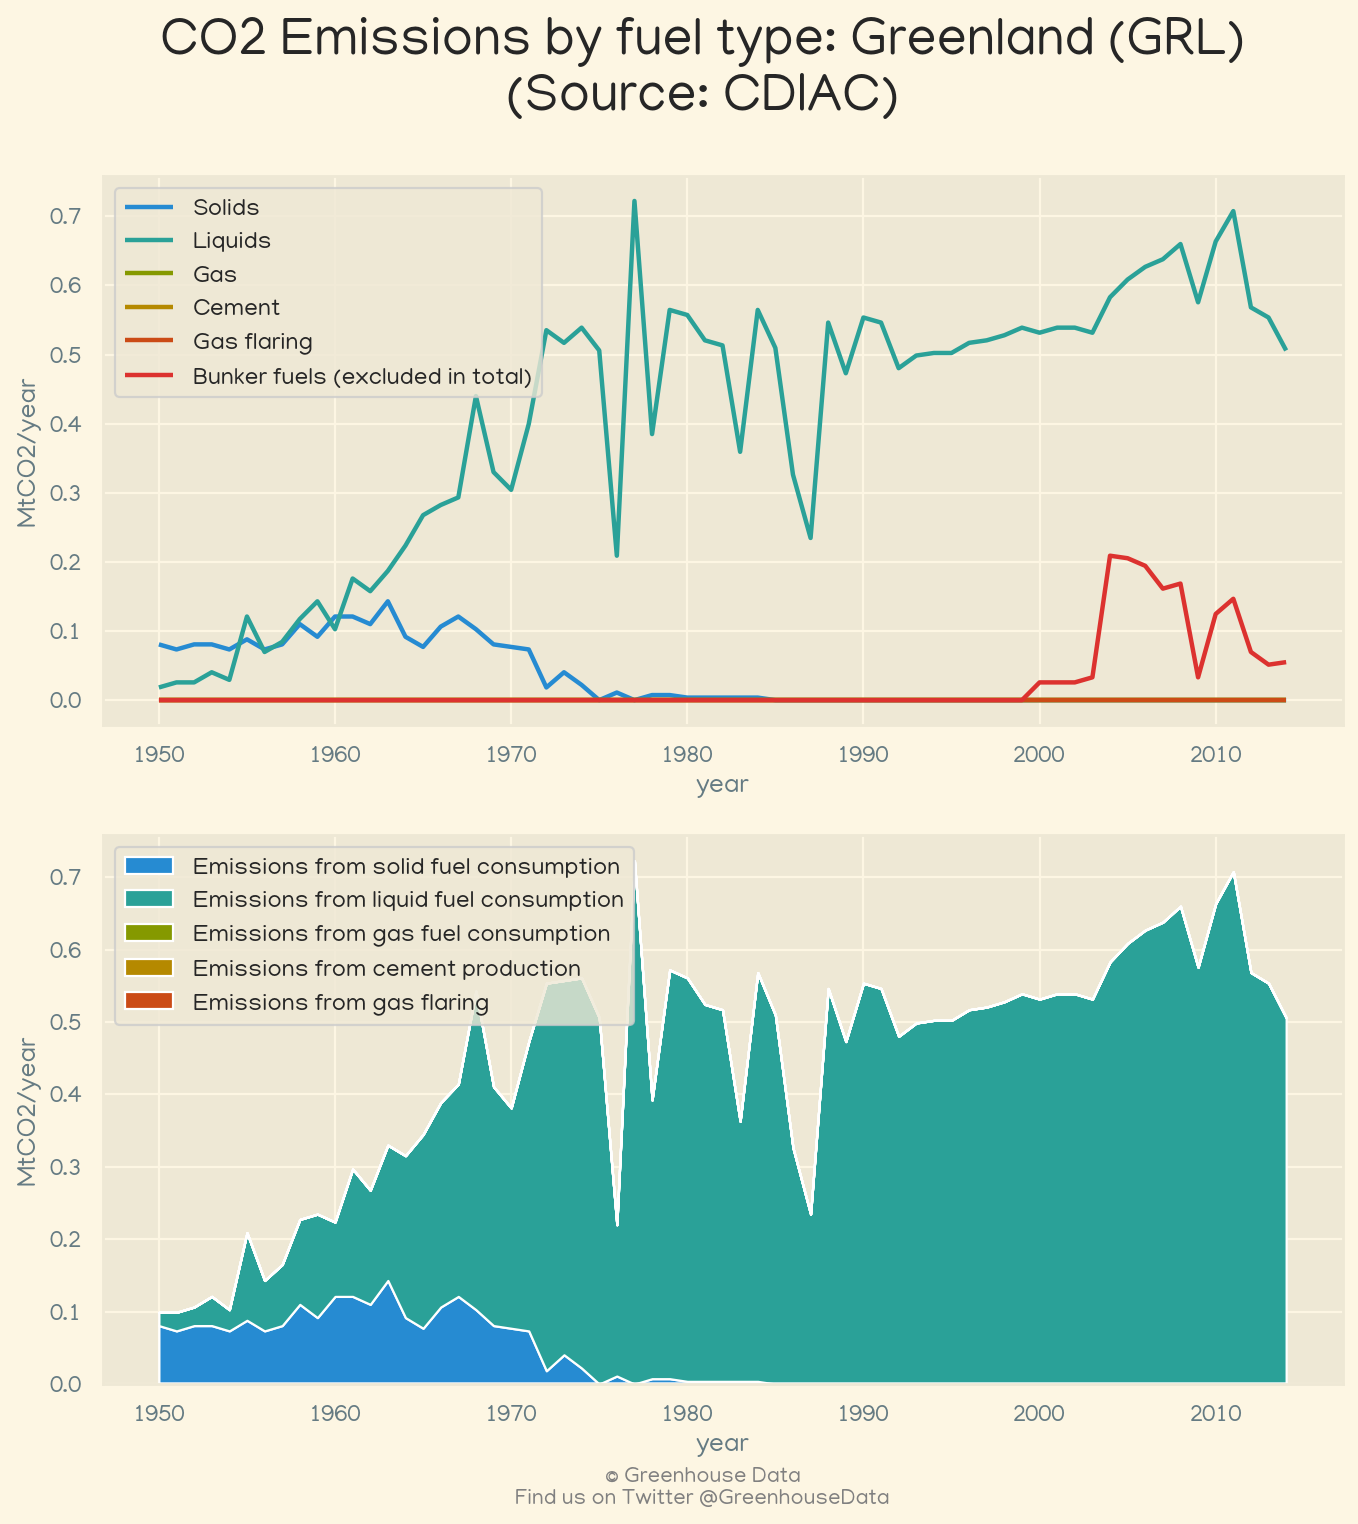 CO2 Emissions by fuel type: Greenland (GRL)
(Source: CDIAC)
Solids
Liquids
Gas
Cement
Gas flaring
Bunker fuels (excluded in total)
MtCO2/year
0.7
0.6
0.5
0.4
0.3
0.2
0.1
0.0
1950 1960 1970 1980 1990 2000 2010
year
Emissions from solid fuel consumption
Emissions from liquid fuel consumption
Emissions from gas fuel consumption
Emissions from cement production
Emissions from gas flaring
MtCO2/year
0.7
0.6
0.5
0.4
0.3
0.2
0.1
0.0
1950 1960 1970 1980 1990 2000 2010
year
© Greenhouse Data
Find us on Twitter @GreenhouseData